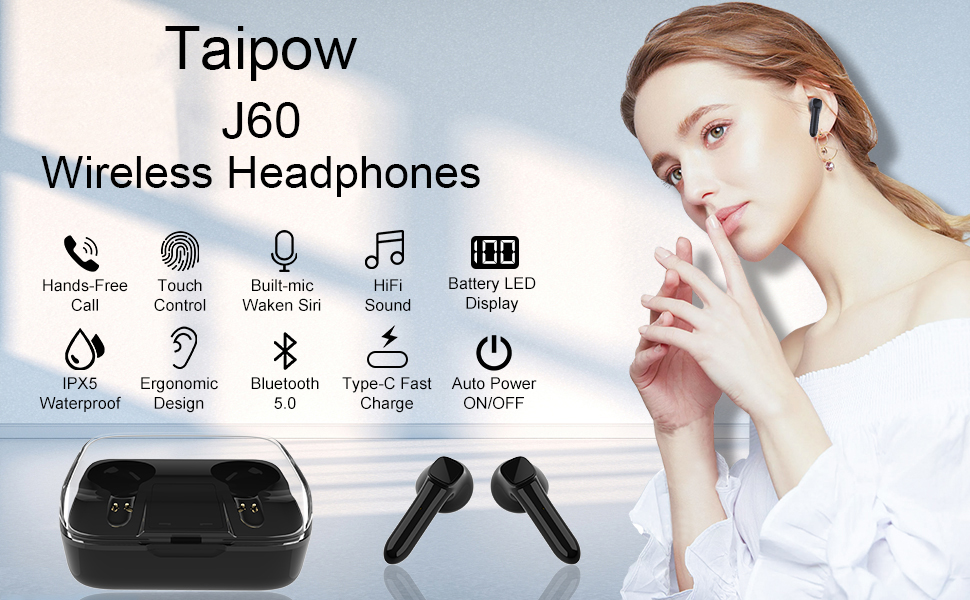 Taipow
J60
Wireless Headphones
Hands-Free
Call
Touch
Control
Built-mic
Waken Siri
HiFi
Sound
100
Battery LED
Display
IPX5
Waterproof
Ergonomic
Design
Bluetooth
5.0
Type-C Fast
Charge
Auto Power
ON/OFF